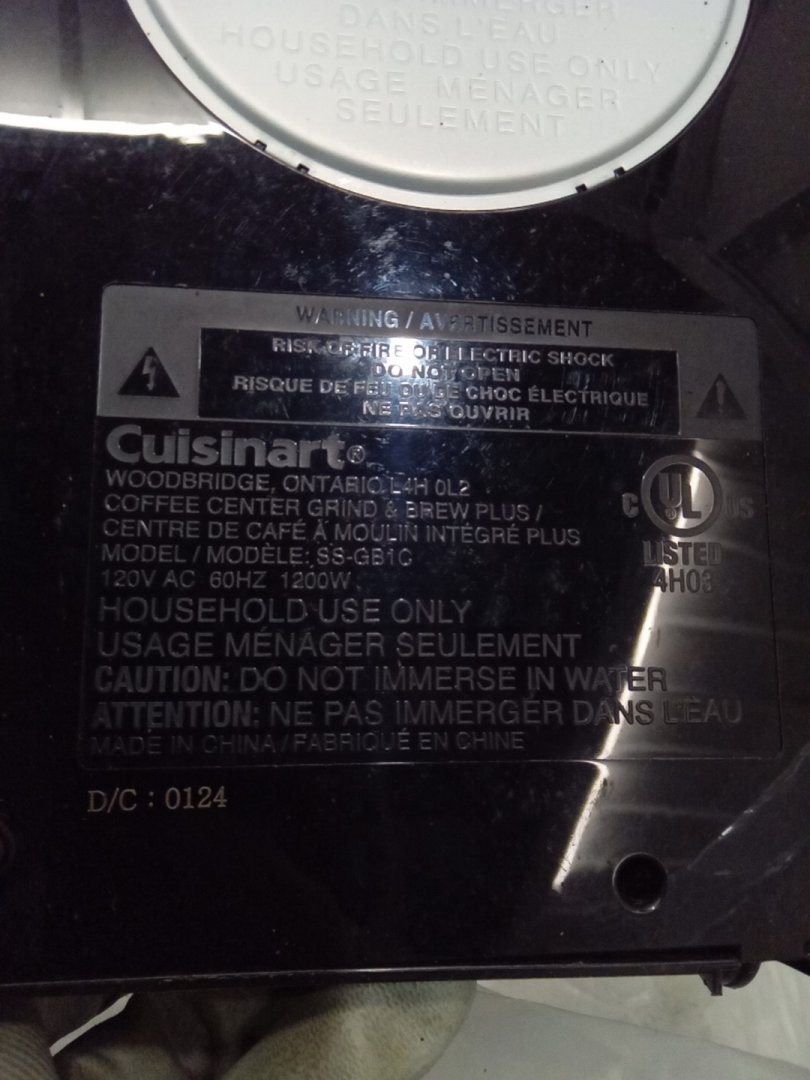 IMMERGER
DANS L'EAU
HOUSEHOLD USE ONLY
USAGE MÉNAGER
SEULEMENT
WARNING / AVERTISSEMENT
RISK OF FIRE OR ELECTRIC SHOCK
DO NOT OPEN
RISQUE DE FEU OU DE CHOC ÉLECTRIQUE
NE PAS OUVRIR
Cuisinart®
WOODBRIDGE, ONTARIO L4H 0L2
COFFEE CENTER GRIND & BREW PLUS /
CENTRE DE CAFÉ À MOULIN INTÉGRÉ PLUS
MODEL / MODÈLE: SS-GB1C
120V AC 60HZ 1200W
C UL® US
LISTED
4H03
HOUSEHOLD USE ONLY
USAGE MÉNAGER SEULEMENT
CAUTION: DO NOT IMMERSE IN WATER
ATTENTION: NE PAS IMMERGER DANS L'EAU
MADE IN CHINA / FABRIQUÉ EN CHINE
D/C : 0124